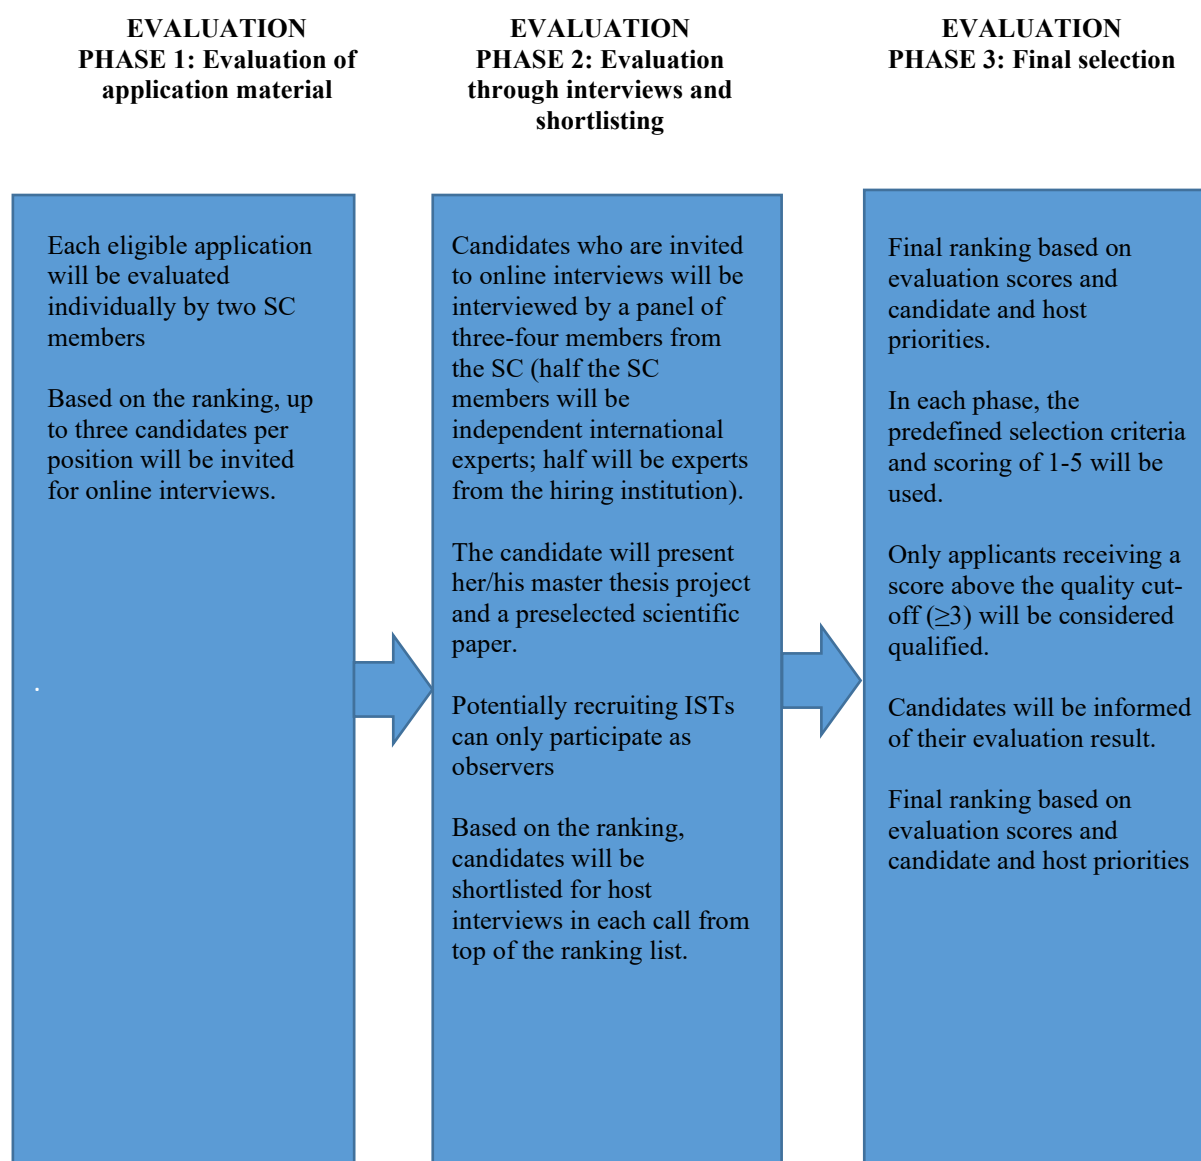 EVALUATION
PHASE 1: Evaluation of
application material
EVALUATION
PHASE 2: Evaluation
through interviews and
shortlisting
EVALUATION
PHASE 3: Final selection
Each eligible application
will be evaluated
individually by two SC
members
Based on the ranking, up
to three candidates per
position will be invited
for online interviews.
.
Candidates who are invited
to online interviews will be
interviewed by a panel of
three-four members from
the SC (half the SC
members will be
independent international
experts; half will be experts
from the hiring institution).
The candidate will present
her/his master thesis project
and a preselected scientific
paper.
Potentially recruiting ISTs
can only participate as
observers
Based on the ranking,
candidates will be
shortlisted for host
interviews in each call from
top of the ranking list.
Final ranking based on
evaluation scores and
candidate and host
priorities.
In each phase, the
predefined selection criteria
and scoring of 1-5 will be
used.
Only applicants receiving a
score above the quality cut-
off (≥3) will be considered
qualified.
Candidates will be informed
of their evaluation result.
Final ranking based on
evaluation scores and
candidate and host priorities